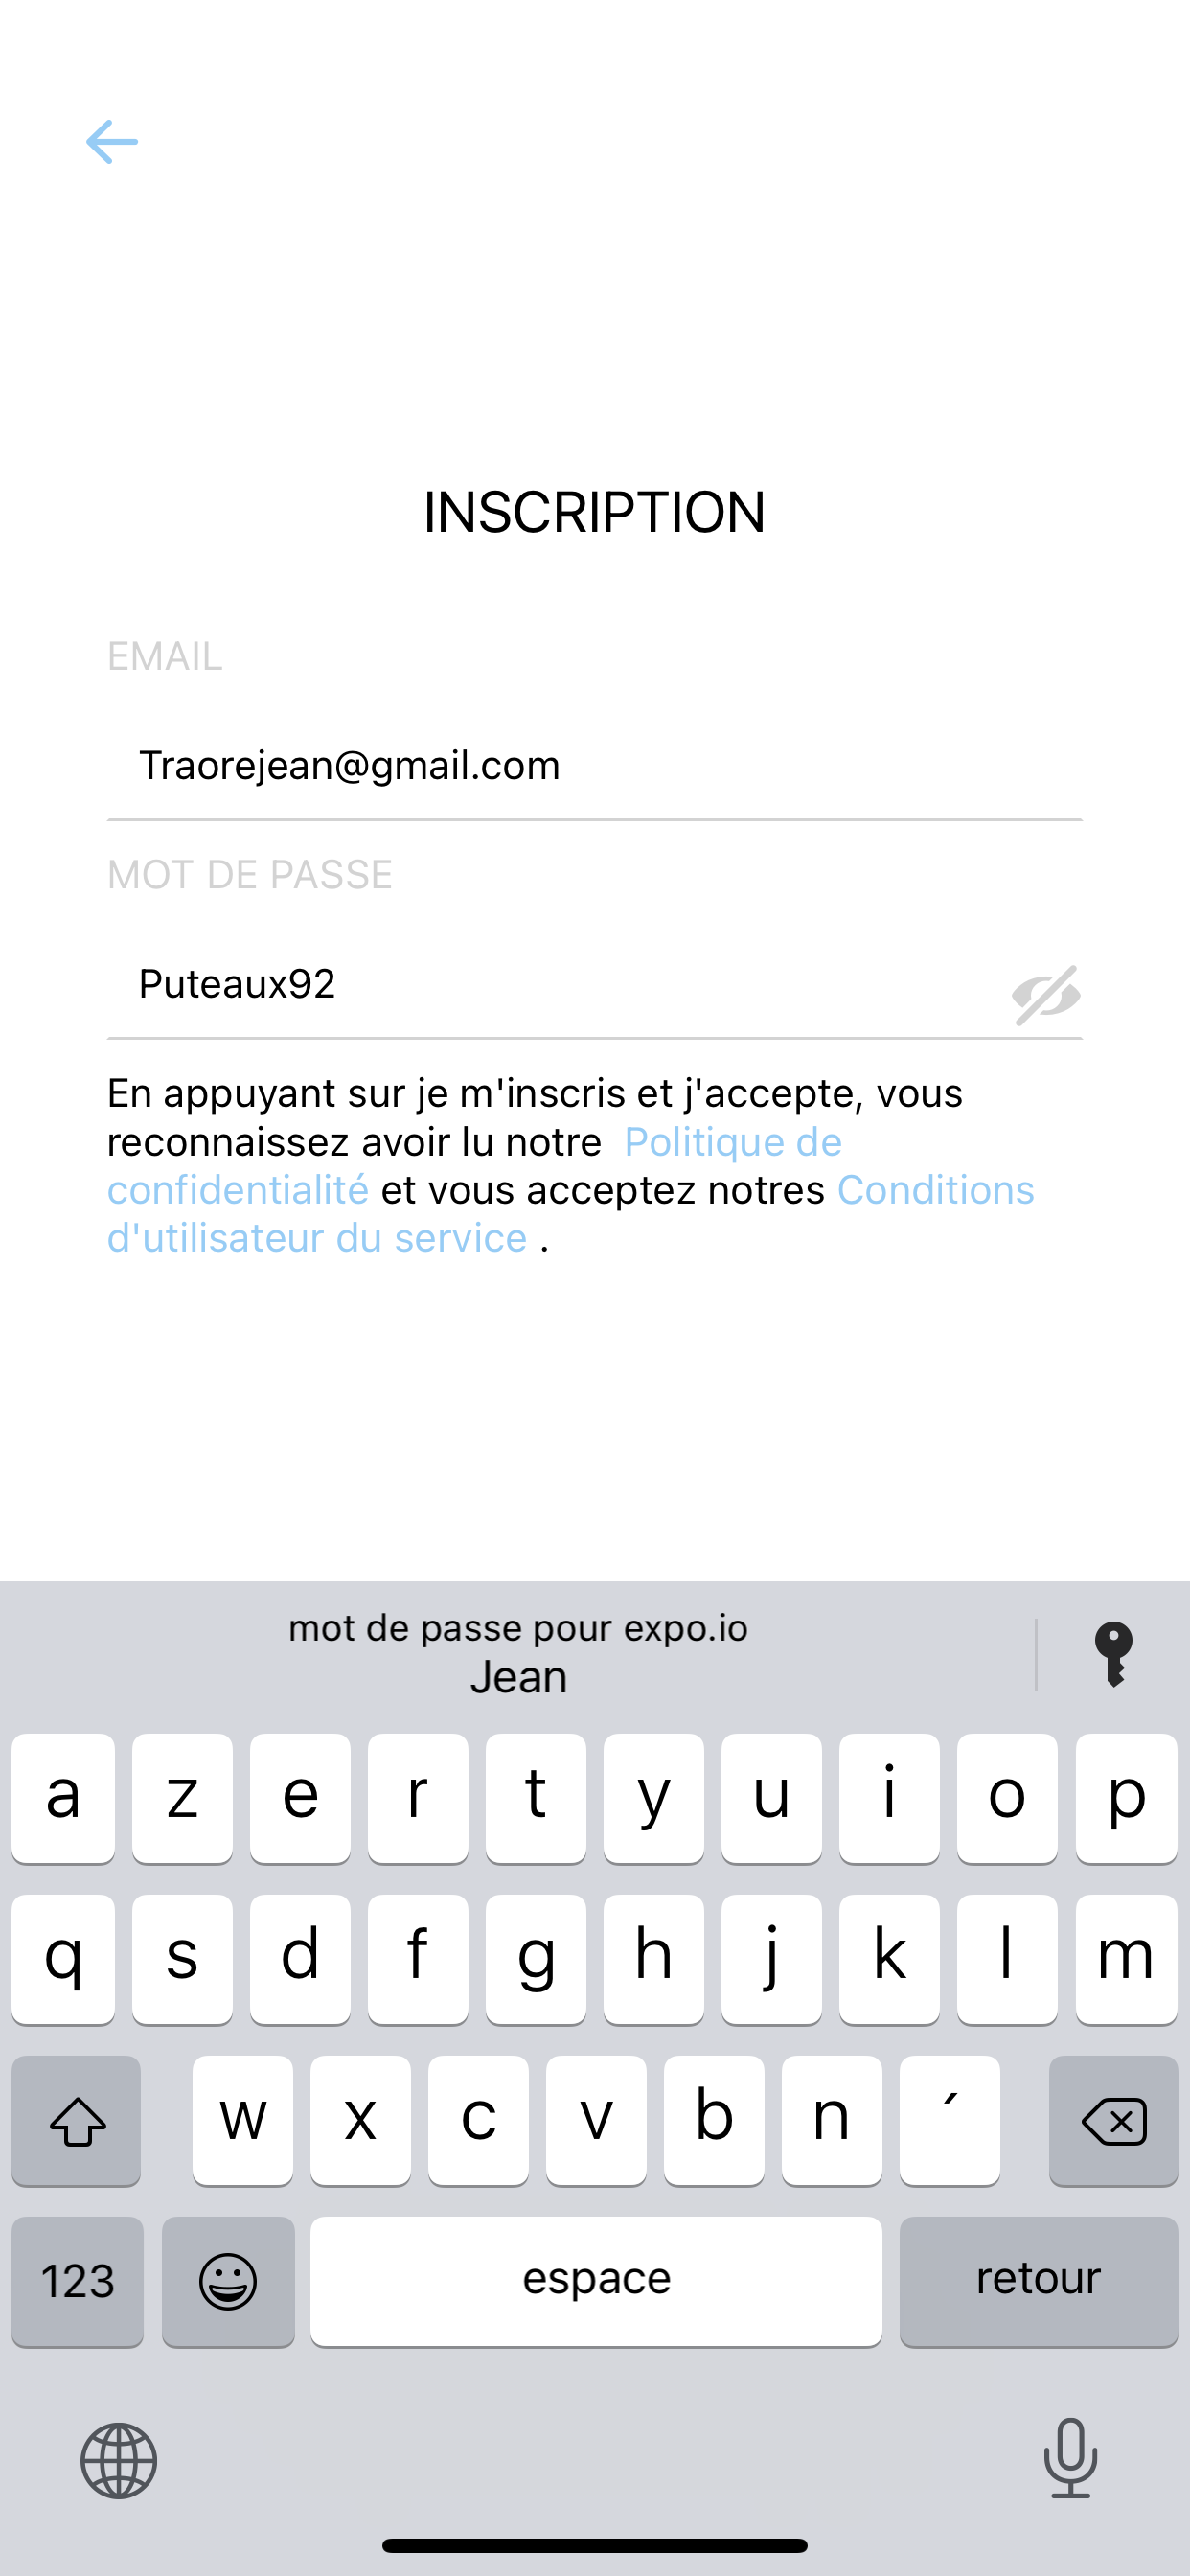 INSCRIPTION
EMAIL
Traorejean@gmail.com
MOT DE PASSE
Puteaux92
En appuyant sur je m'inscris et j'accepte, vous
reconnaissez avoir lu notre  Politique de
confidentialité et vous acceptez notres Conditions
d'utilisateur du service .
mot de passe pour expo.io
Jean
a z e r t y u i o p
q s d f g h j k l m
w x c v b n ´
123 espace retour